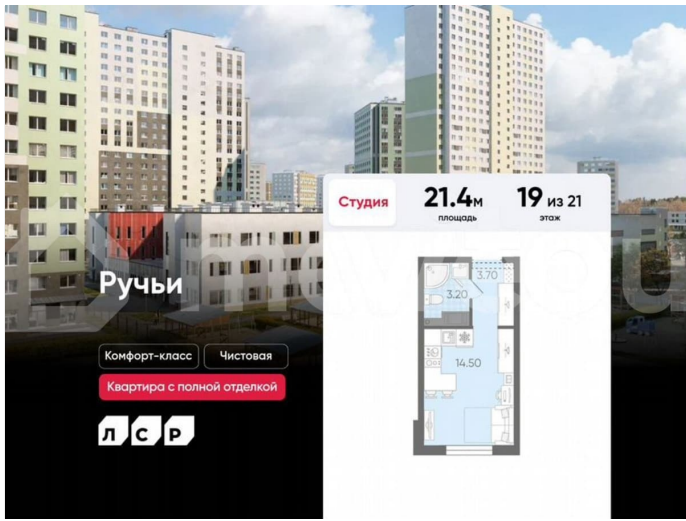 Студия
21.4м
площадь
19 из 21
этаж
Ручьи
Комфорт-класс
Чистовая
Квартира с полной отделкой
ЛСР
3.70
3.20
14.50